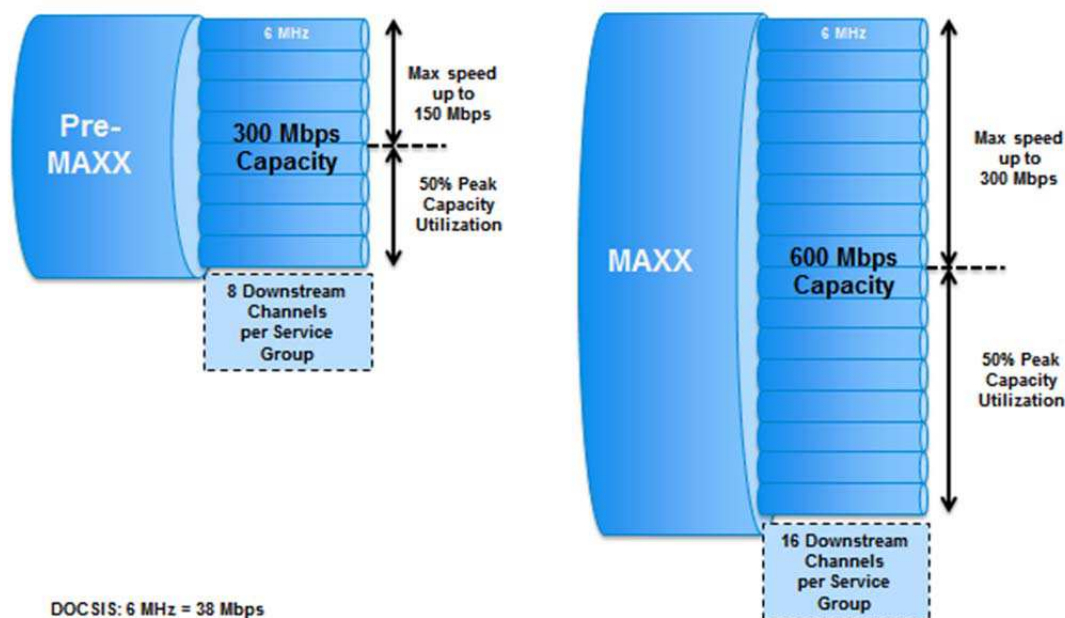 6 MHz
Max speed
up to
150 Mbps
Pre-
MAXX
300 Mbps
Capacity
50% Peak
Capacity
Utilization
8 Downstream
Channels
per Service
Group
6 MHz
Max speed
up to
300 Mbps
MAXX
600 Mbps
Capacity
50% Peak
Capacity
Utilization
16 Downstream
Channels
per Service
Group
DOCSIS: 6 MHz = 38 Mbps